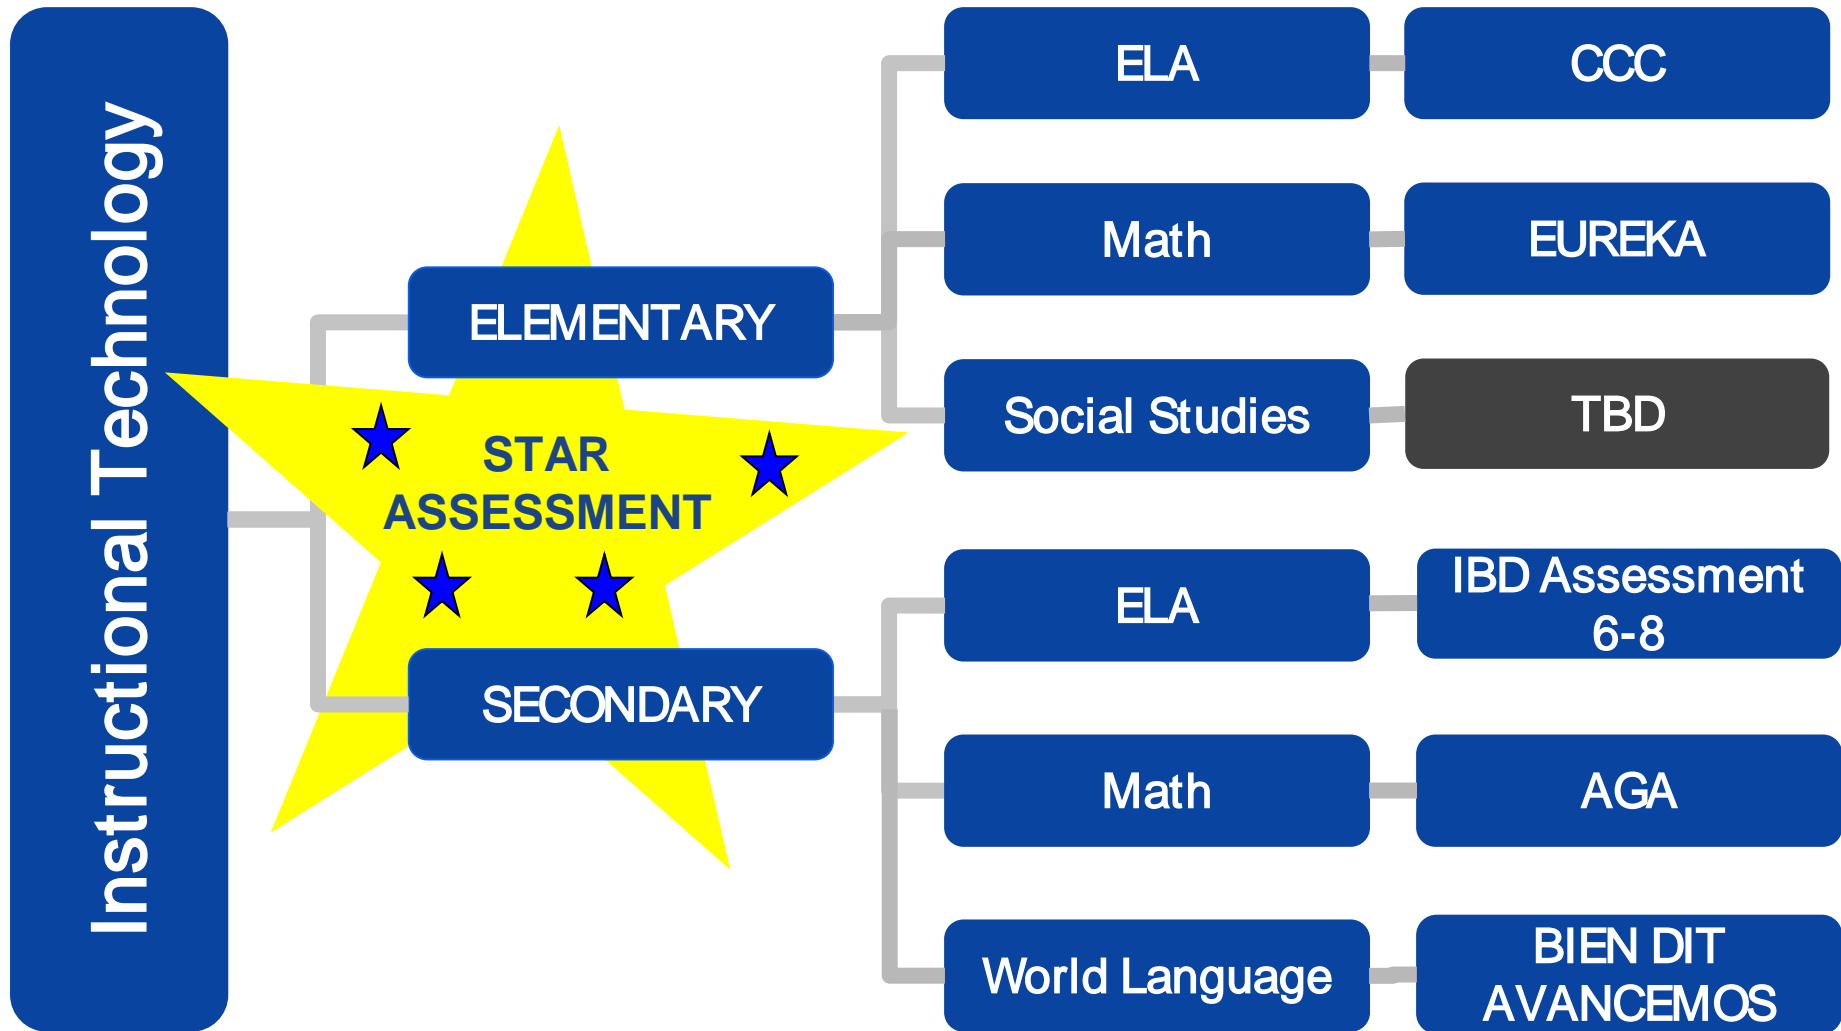 Instructional Technology
ELEMENTARY
STAR
ASSESSMENT
SECONDARY
ELA
CCC
Math
EUREKA
Social Studies
TBD
ELA
IBD Assessment
6-8
Math
AGA
World Language
BIEN DIT
AVANCEMOS